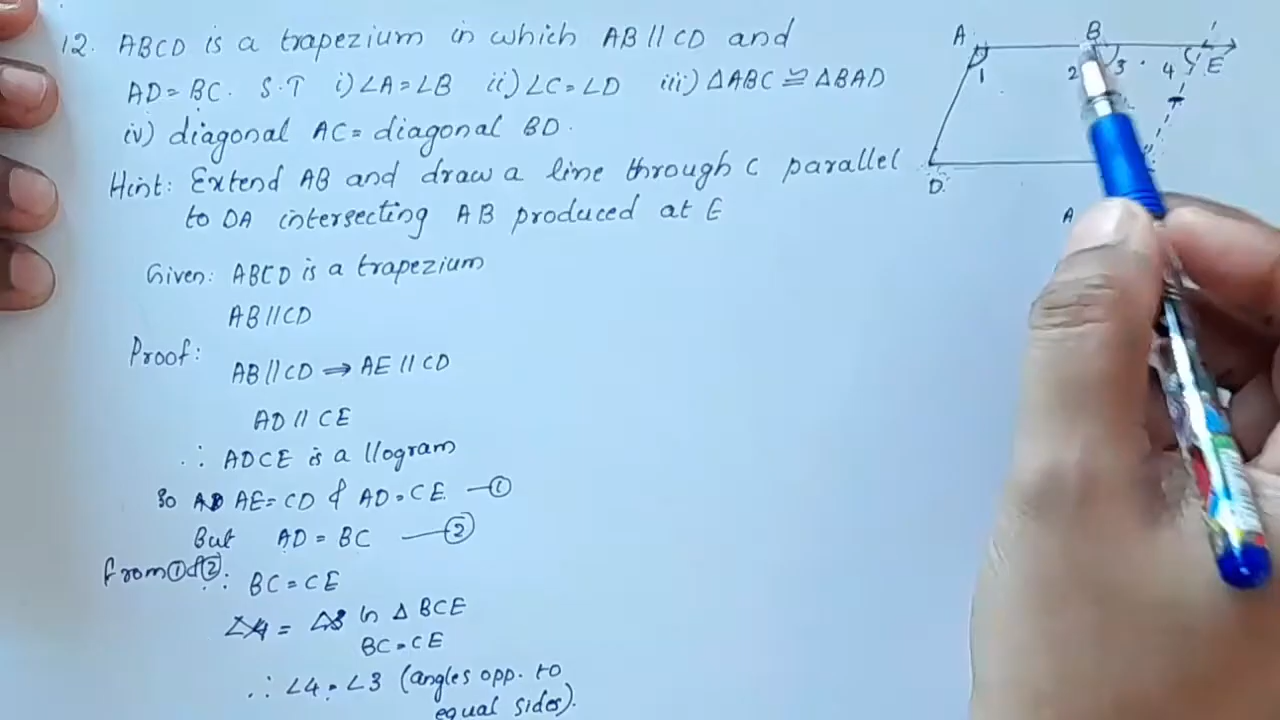 12. ABCD is a trapezium in which AB // CD and
AD = BC. S.T i) ∠A = ∠B ii) ∠C = ∠D iii) △ABC ≅ △BAD
iv) diagonal AC = diagonal BD.
Hint: Extend AB and draw a line through C parallel
to DA intersecting AB produced at E
Given: ABCD is a trapezium
AB // CD
Proof:
AB // CD ⇒ AE // CD
AD // CE
∴ ADCE is a llogram
So AE = CD & AD = CE —①
But AD = BC —②
from ① & ② ∴ BC = CE
In △ BCE
BC = CE
∴ ∠4 = ∠3 (angles opp. to
equal sides).
A B
1 2 3 4 E
D
A